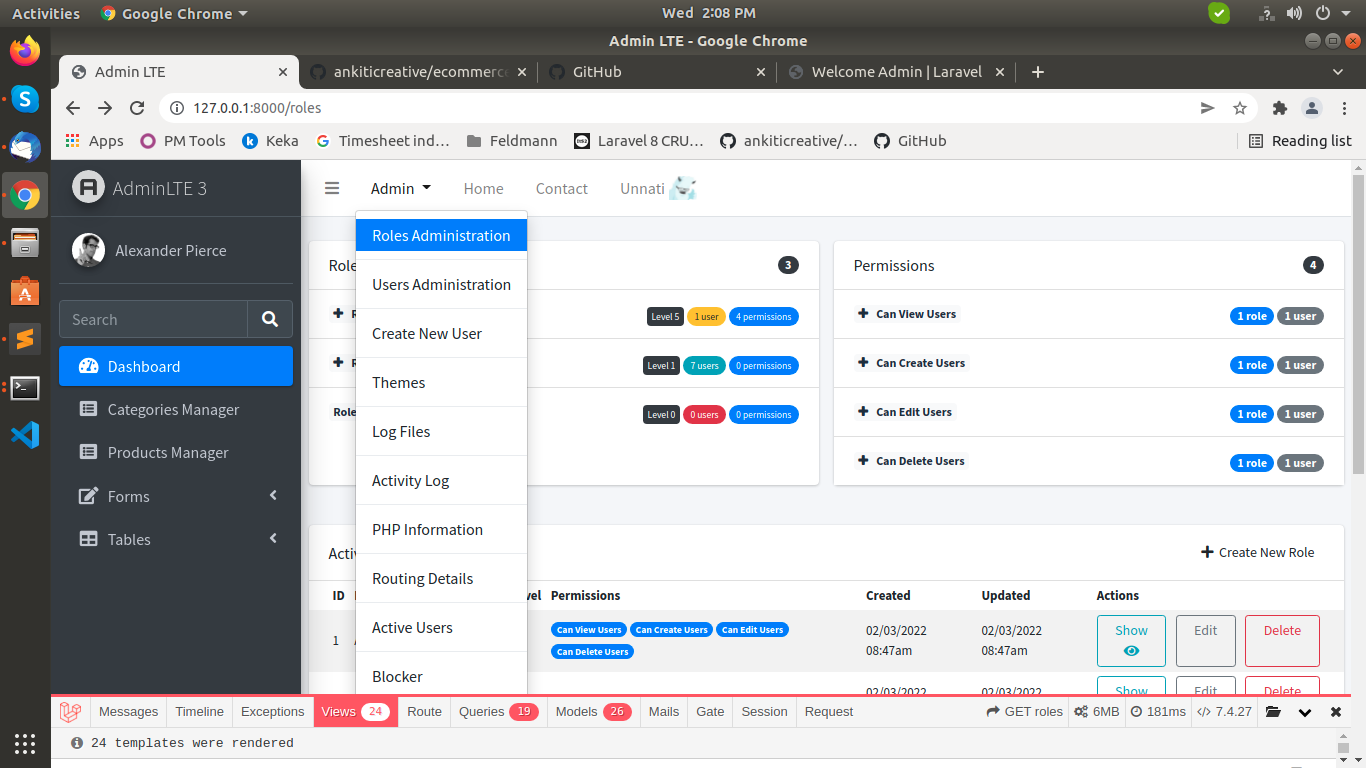 Activities Google Chrome Wed 2:08 PM
Admin LTE - Google Chrome
Admin LTE ankiticreative/ecommerce GitHub Welcome Admin | Laravel
127.0.0.1:8000/roles
Apps PM Tools Keka Timesheet ind... Feldmann Laravel 8 CRU... ankiticreative/... GitHub Reading list
AdminLTE 3
Alexander Pierce
Search
Dashboard
Categories Manager
Products Manager
Forms
Tables
Admin Home Contact Unnati
Roles Administration
Users Administration
Create New User
Themes
Log Files
Activity Log
PHP Information
Routing Details
Active Users
Blocker
3
Level 5 1 user 4 permissions
Level 1 7 users 0 permissions
Level 0 0 users 0 permissions
Permissions 4
Can View Users 1 role 1 user
Can Create Users 1 role 1 user
Can Edit Users 1 role 1 user
Can Delete Users 1 role 1 user
Create New Role
ID Permissions Created Updated Actions
1 Can View Users Can Create Users Can Edit Users 02/03/2022 02/03/2022 Show Edit Delete
Can Delete Users 08:47am 08:47am
02/03/2022 02/03/2022 Show Edit Delete
Messages Timeline Exceptions Views 24 Route Queries 19 Models 26 Mails Gate Session Request GET roles 6MB 181ms 7.4.27
24 templates were rendered